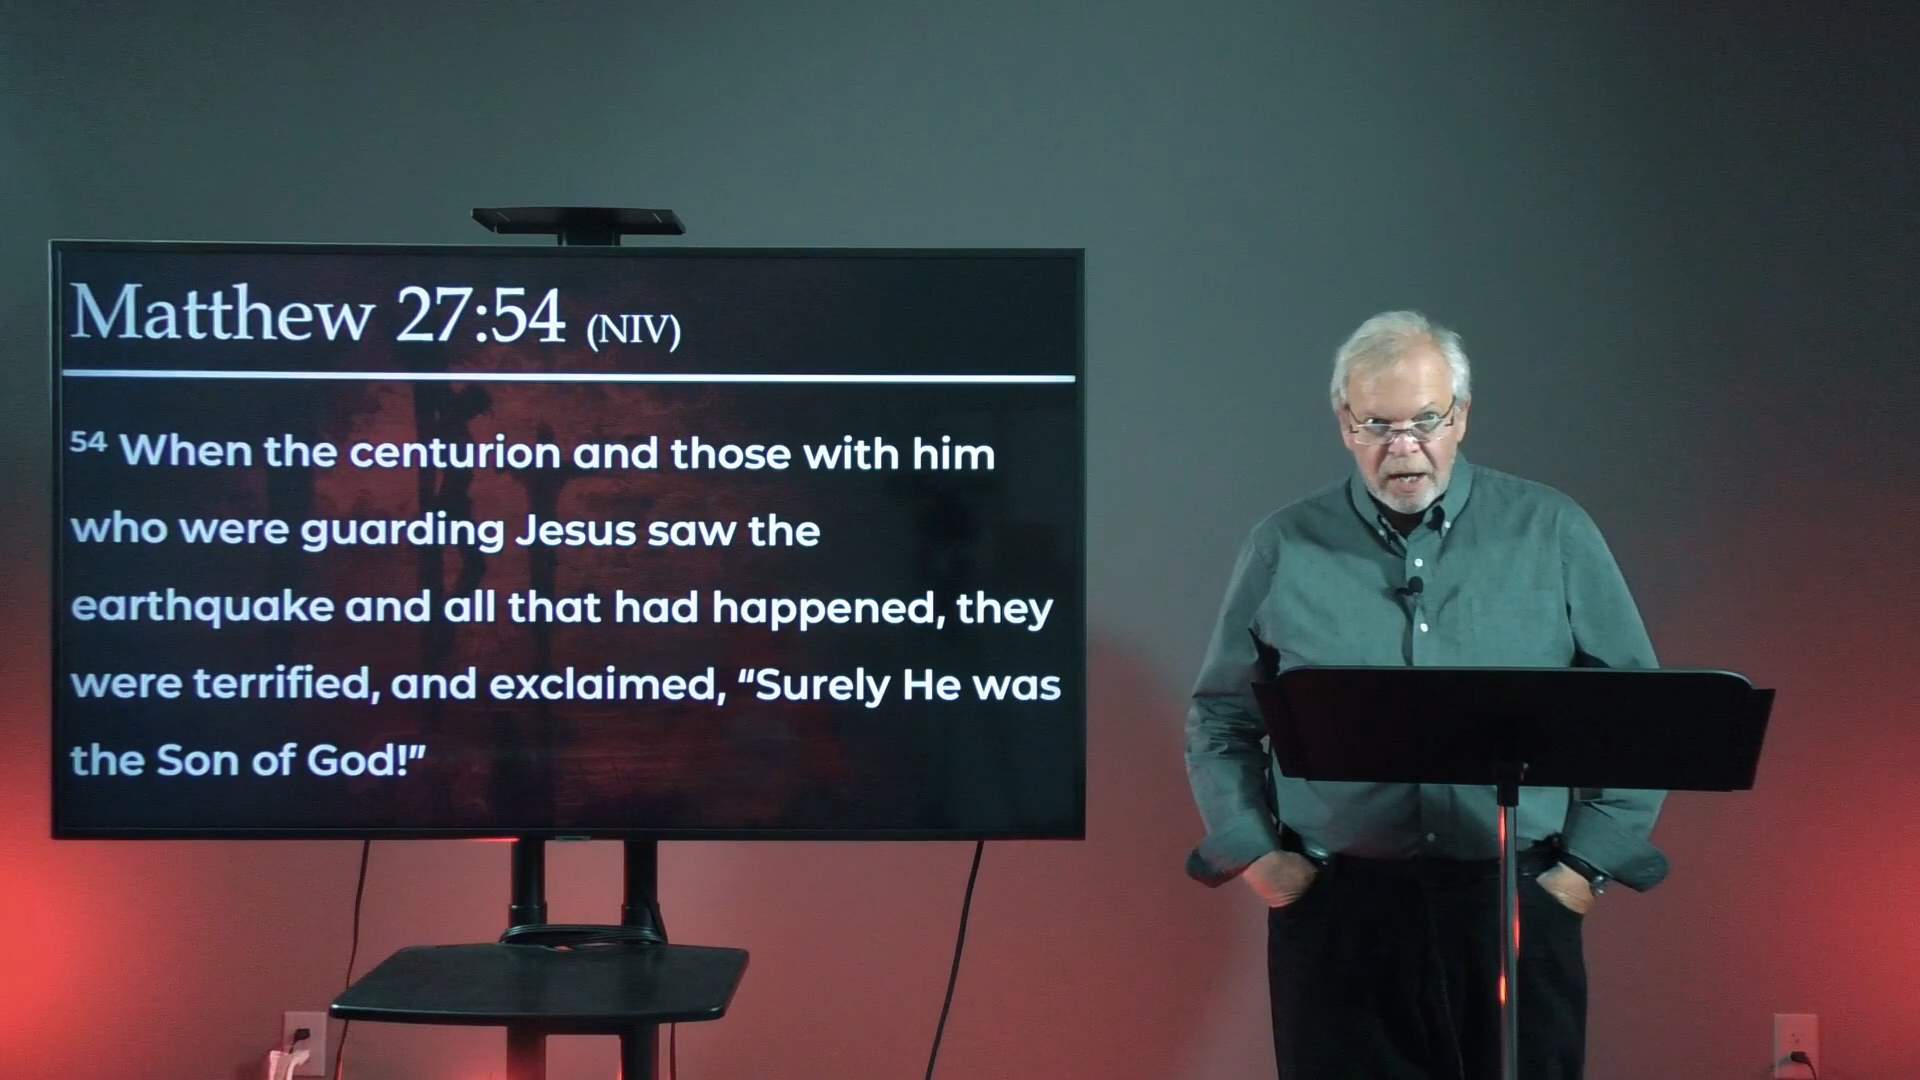 Matthew 27:54 (NIV)
54 When the centurion and those with him
who were guarding Jesus saw the
earthquake and all that had happened, they
were terrified, and exclaimed, “Surely He was
the Son of God!”